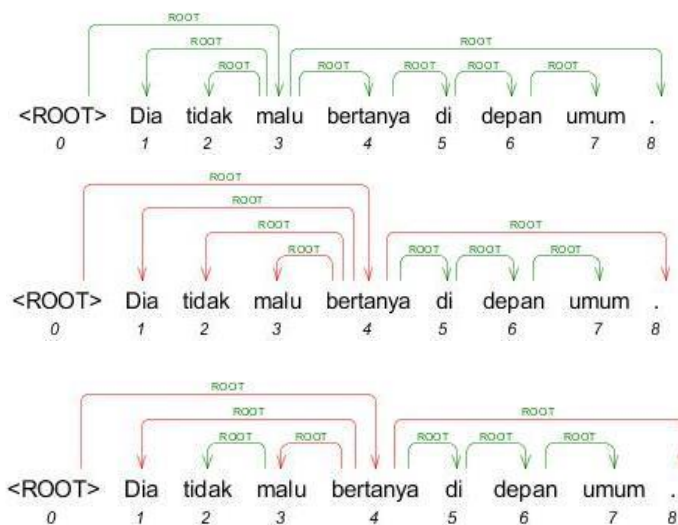 ROOT
ROOT ROOT
ROOT ROOT ROOT ROOT ROOT
<ROOT> Dia tidak malu bertanya di depan umum .
0 1 2 3 4 5 6 7 8
ROOT
ROOT
ROOT ROOT
ROOT ROOT ROOT ROOT
<ROOT> Dia tidak malu bertanya di depan umum .
0 1 2 3 4 5 6 7 8
ROOT
ROOT ROOT
ROOT ROOT ROOT ROOT ROOT
<ROOT> Dia tidak malu bertanya di depan umum .
0 1 2 3 4 5 6 7 8